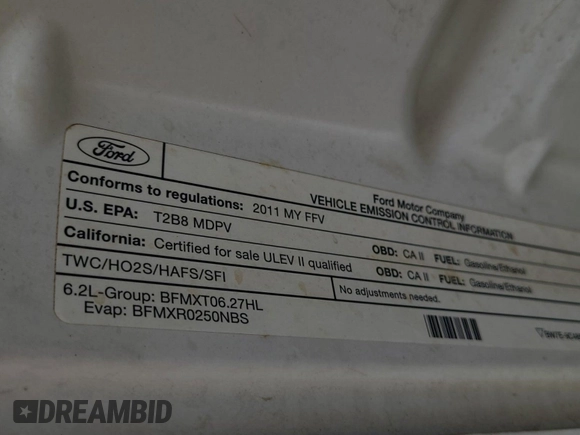 Ford
Ford Motor Company
VEHICLE EMISSION CONTROL INFORMATION
Conforms to regulations: 2011 MY FFV
U.S. EPA: T2B8 MDPV OBD: CA II FUEL: Gasoline/Ethanol
California: Certified for sale ULEV II qualified OBD: CA II FUEL: Gasoline/Ethanol
TWC/HO2S/HAFS/SFI
No adjustments needed.
6.2L-Group: BFMXT06.27HL
Evap: BFMXR0250NBS
DREAMBID